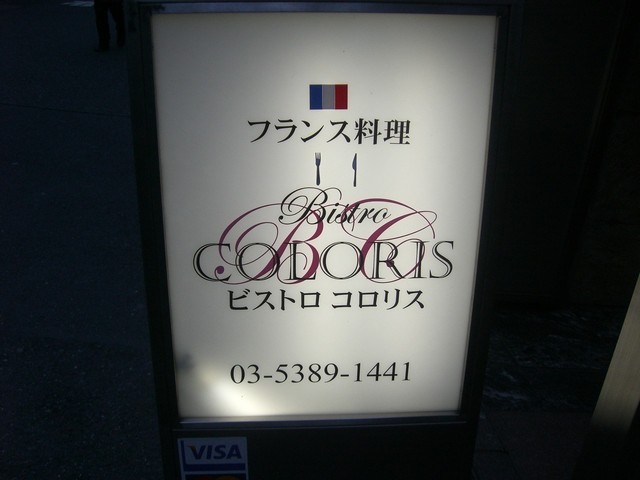 フランス料理
Bistro
BC
COLORIS
ビストロ コロリス
03-5389-1441
VISA